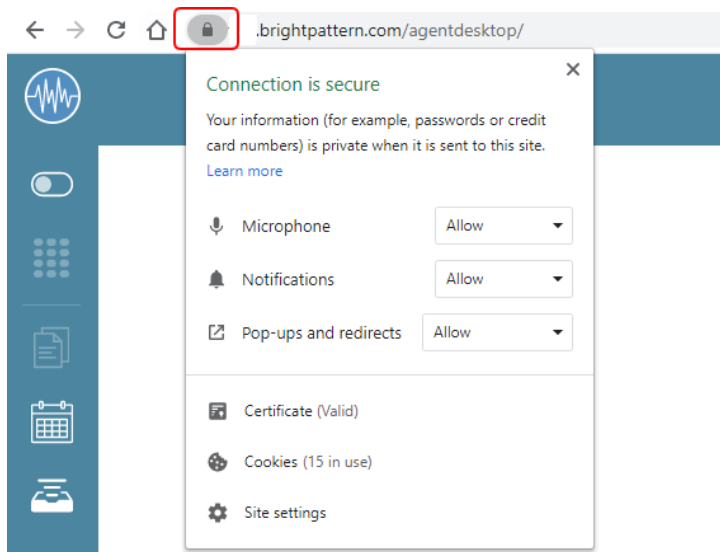 .brightpattern.com/agentdesktop/
Connection is secure
Your information (for example, passwords or credit
card numbers) is private when it is sent to this site.
Learn more
Microphone Allow
Notifications Allow
Pop-ups and redirects Allow
Certificate (Valid)
Cookies (15 in use)
Site settings